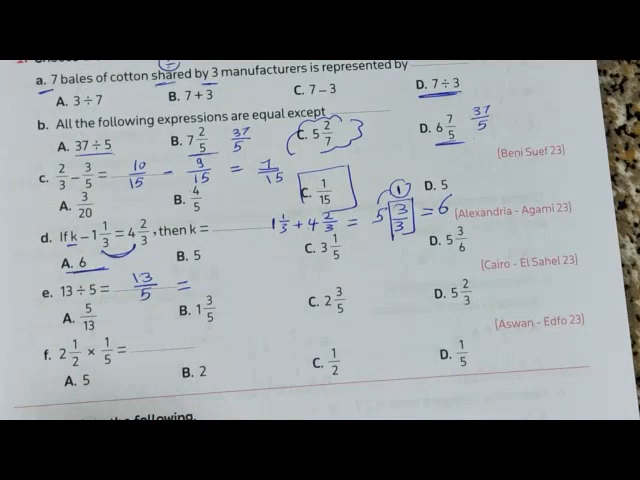 a. 7 bales of cotton shared by 3 manufacturers is represented by
A. 3 ÷ 7 B. 7 + 3 C. 7 – 3 D. 7 ÷ 3
b. All the following expressions are equal except
A. 37 ÷ 5 B. 7 2/5 37/5 C. 5 2/7 D. 6 7/5 37/5
(Beni Suef 23)
c. 2/3 – 3/5 = 10/15 – 9/15 = 1/15
A. 3/20 B. 4/5 C. 1/15 D. 5
(Alexandria - Agami 23)
d. If k – 1 1/3 = 4 2/3, then k = 1 1/3 + 4 2/3 = 5 3/3 = 6
1
A. 6 B. 5 C. 3 1/5 D. 5 3/6
(Cairo - El Sahel 23)
e. 13 ÷ 5 = 13/5 =
A. 5/13 B. 1 3/5 C. 2 3/5 D. 5 2/3
(Aswan - Edfo 23)
f. 2 1/2 × 1/5 =
A. 5 B. 2 C. 1/2 D. 1/5
the following.